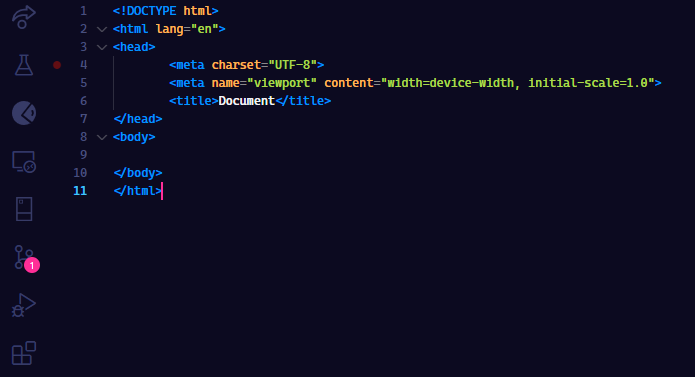 1 <!DOCTYPE html>
2 <html lang="en">
3 <head>
4 <meta charset="UTF-8">
5 <meta name="viewport" content="width=device-width, initial-scale=1.0">
6 <title>Document</title>
7 </head>
8 <body>
9
10 </body>
11 </html>
1